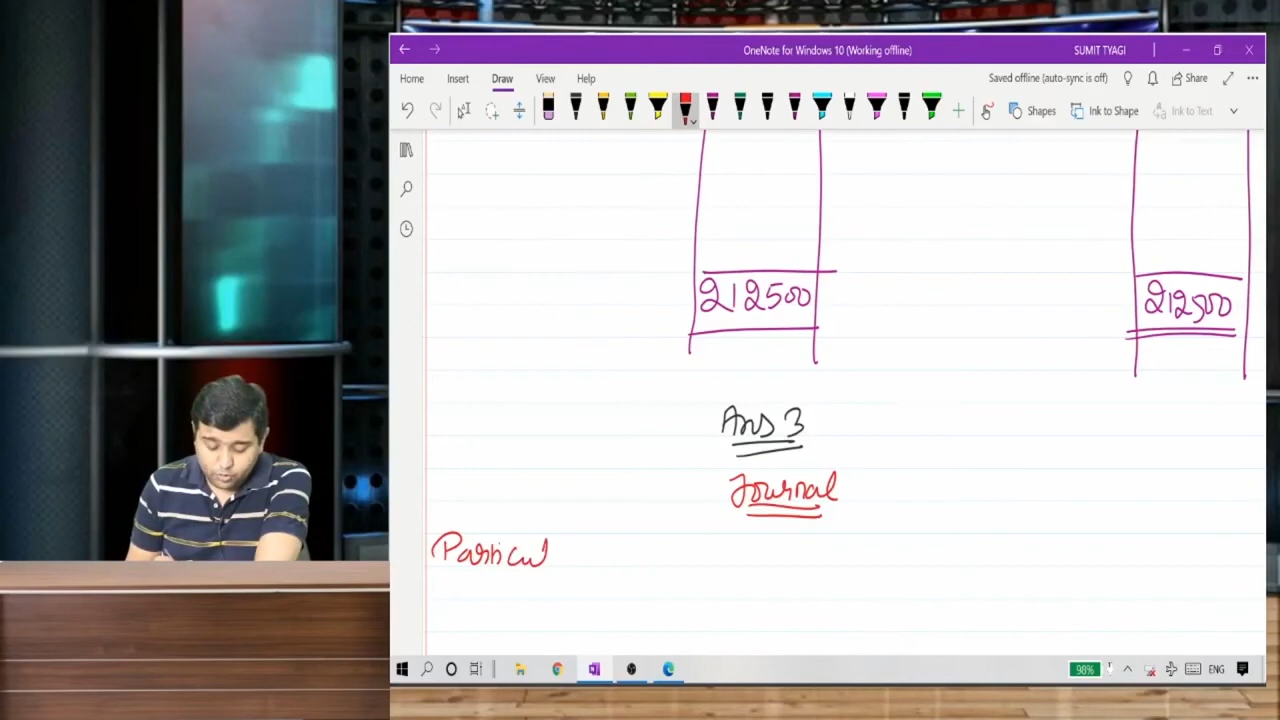 OneNote for Windows 10 (Working offline)
SUMIT TYAGI
Home Insert Draw View Help
Saved offline (auto-sync is off)
Share
Shapes
Ink to Shape
Ink to Text
212500
212500
Ans 3
Journal
Particul
98%
ENG